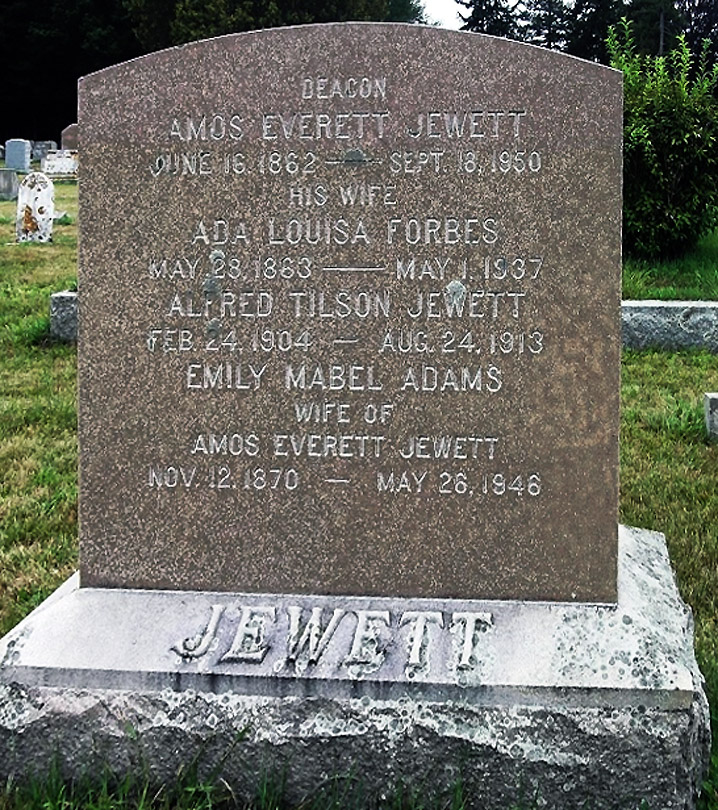 DEACON
AMOS EVERETT JEWETT
JUNE 16, 1862 — SEPT. 18, 1950
HIS WIFE
ADA LOUISA FORBES
MAY 28, 1863 — MAY 1, 1937
ALFRED TILSON JEWETT
FEB. 24, 1904 — AUG. 24, 1913
EMILY MABEL ADAMS
WIFE OF
AMOS EVERETT JEWETT
NOV. 12, 1870 — MAY 26, 1946
JEWETT